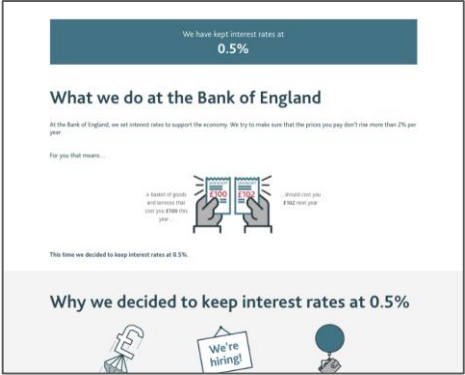 We have kept interest rates at
0.5%
What we do at the Bank of England
At the Bank of England, we set interest rates to support the economy. We try to make sure that the prices you pay don't rise more than 2% per
year.
For you that means...
A basket of goods
and services that
cost you £100 this
year...
£100
£102
...should cost you
£102 next year
This time we decided to keep interest rates at 0.5%.
Why we decided to keep interest rates at 0.5%
£
We're
hiring!